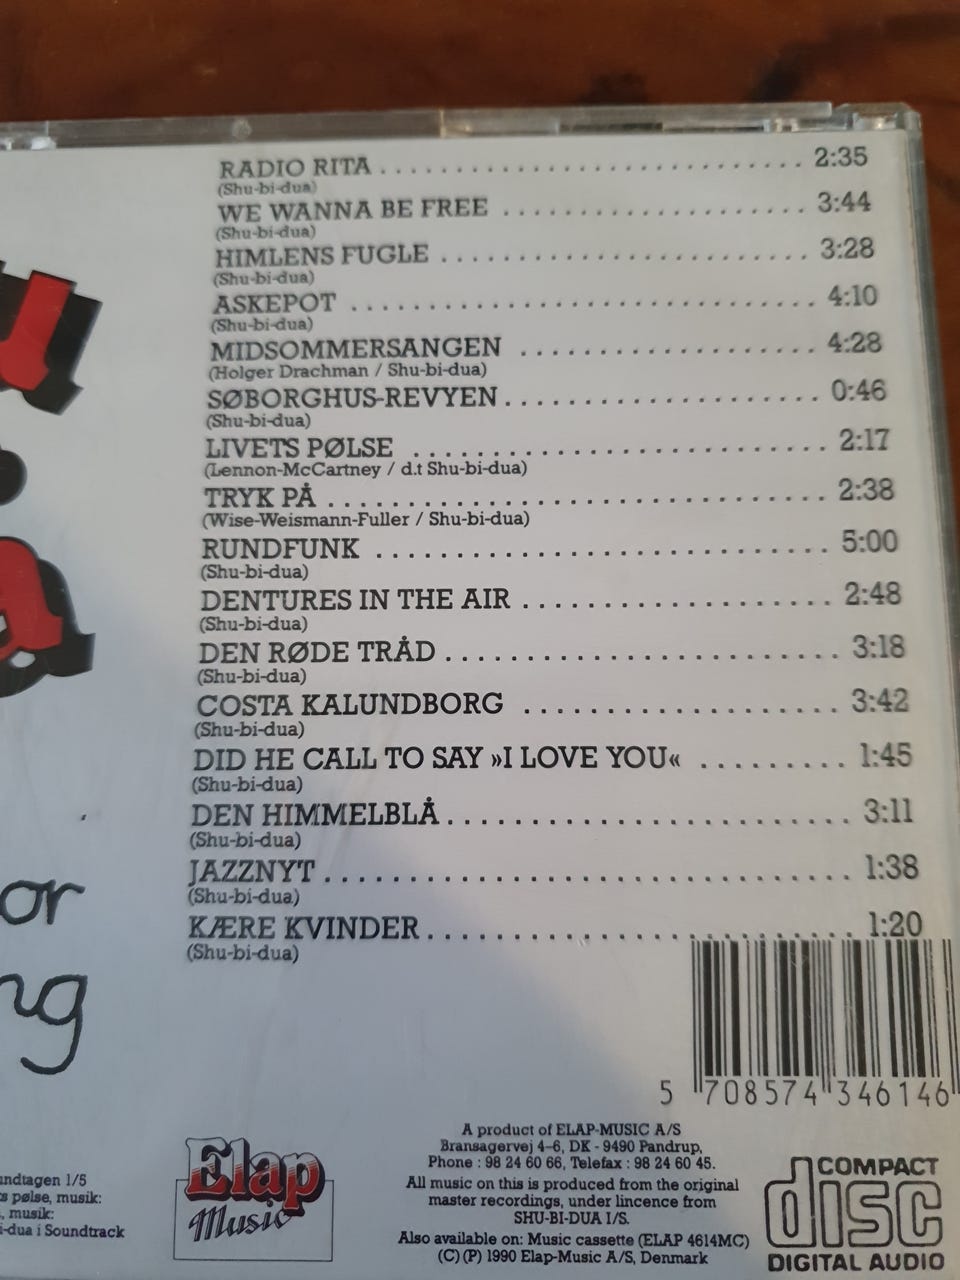 RADIO RITA . . . . . . . . . . . . . . . . . . . . . . . . . . 2:35
(Shu-bi-dua)
WE WANNA BE FREE . . . . . . . . . . . . . . . . . . . 3:44
(Shu-bi-dua)
HIMLENS FUGLE . . . . . . . . . . . . . . . . . . . . . . . 3:28
(Shu-bi-dua)
ASKEPOT . . . . . . . . . . . . . . . . . . . . . . . . . . . . . 4:10
(Shu-bi-dua)
MIDSOMMERSANGEN . . . . . . . . . . . . . . . . . . 4:28
(Holger Drachman / Shu-bi-dua)
SØBORGHUS-REVYEN . . . . . . . . . . . . . . . . . . . 0:46
(Shu-bi-dua)
LIVETS PØLSE . . . . . . . . . . . . . . . . . . . . . . . . . 2:17
(Lennon-McCartney / d.t Shu-bi-dua)
TRYK PÅ . . . . . . . . . . . . . . . . . . . . . . . . . . . . . . 2:38
(Wise-Weismann-Fuller / Shu-bi-dua)
RUNDFUNK . . . . . . . . . . . . . . . . . . . . . . . . . . . 5:00
(Shu-bi-dua)
DENTURES IN THE AIR . . . . . . . . . . . . . . . . . . 2:48
(Shu-bi-dua)
DEN RØDE TRÅD . . . . . . . . . . . . . . . . . . . . . . . 3:18
(Shu-bi-dua)
COSTA KALUNDBORG . . . . . . . . . . . . . . . . . . 3:42
(Shu-bi-dua)
DID HE CALL TO SAY »I LOVE YOU« . . . . . . . . . 1:45
(Shu-bi-dua)
DEN HIMMELBLÅ . . . . . . . . . . . . . . . . . . . . . . . 3:11
(Shu-bi-dua)
JAZZNYT . . . . . . . . . . . . . . . . . . . . . . . . . . . . . 1:38
(Shu-bi-dua)
KÆRE KVINDER . . . . . . . . . . . . . . . . . . . . . . . . 1:20
(Shu-bi-dua)
or
ng
5 708574 346146
ndtagen 1/5
s pølse, musik:
, musik:
i-dua i Soundtrack
Elap
Music
A product of ELAP-MUSIC A/S
Bransagervej 4-6, DK - 9490 Pandrup,
Phone : 98 24 60 66, Telefax : 98 24 60 45.
All music on this is produced from the original
master recordings, under lincence from
SHU-BI-DUA I/S.
Also available on: Music cassette (ELAP 4614MC)
(C) (P) 1990 Elap-Music A/S, Denmark
COMPACT
disc
DIGITAL AUDIO